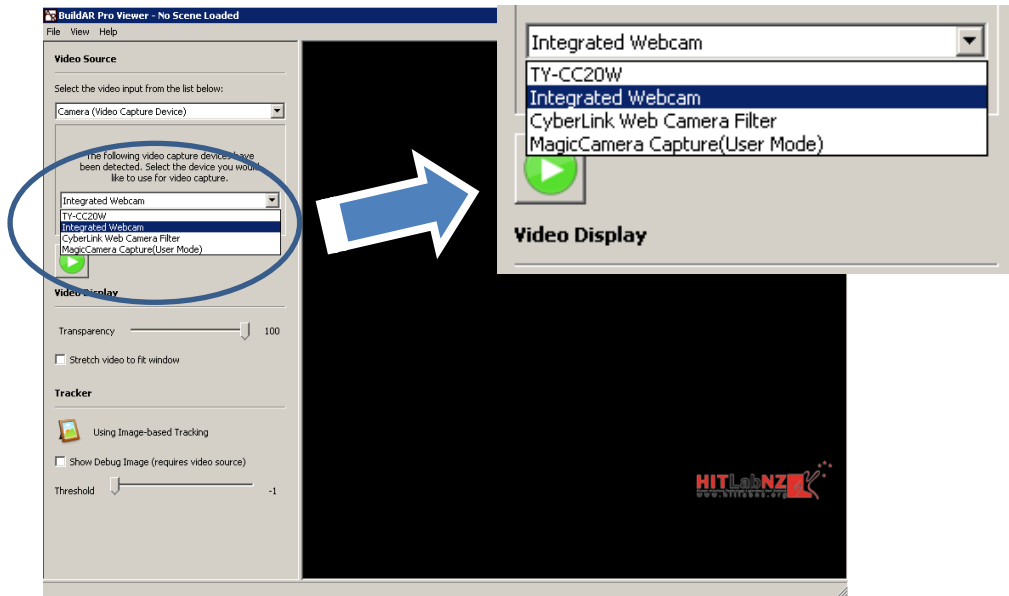 BuildAR Pro Viewer - No Scene Loaded
File View Help
Video Source
Select the video input from the list below:
Camera (Video Capture Device)
The following video capture devices have
been detected. Select the device you would
like to use for video capture.
Integrated Webcam
TY-CC20W
Integrated Webcam
CyberLink Web Camera Filter
MagicCamera Capture(User Mode)
Video Display
Transparency 100
Stretch video to fit window
Tracker
Using Image-based Tracking
Show Debug Image (requires video source)
Threshold -1
Integrated Webcam
TY-CC20W
Integrated Webcam
CyberLink Web Camera Filter
MagicCamera Capture(User Mode)
Video Display
HITLabNZ
www.hitlabnz.org